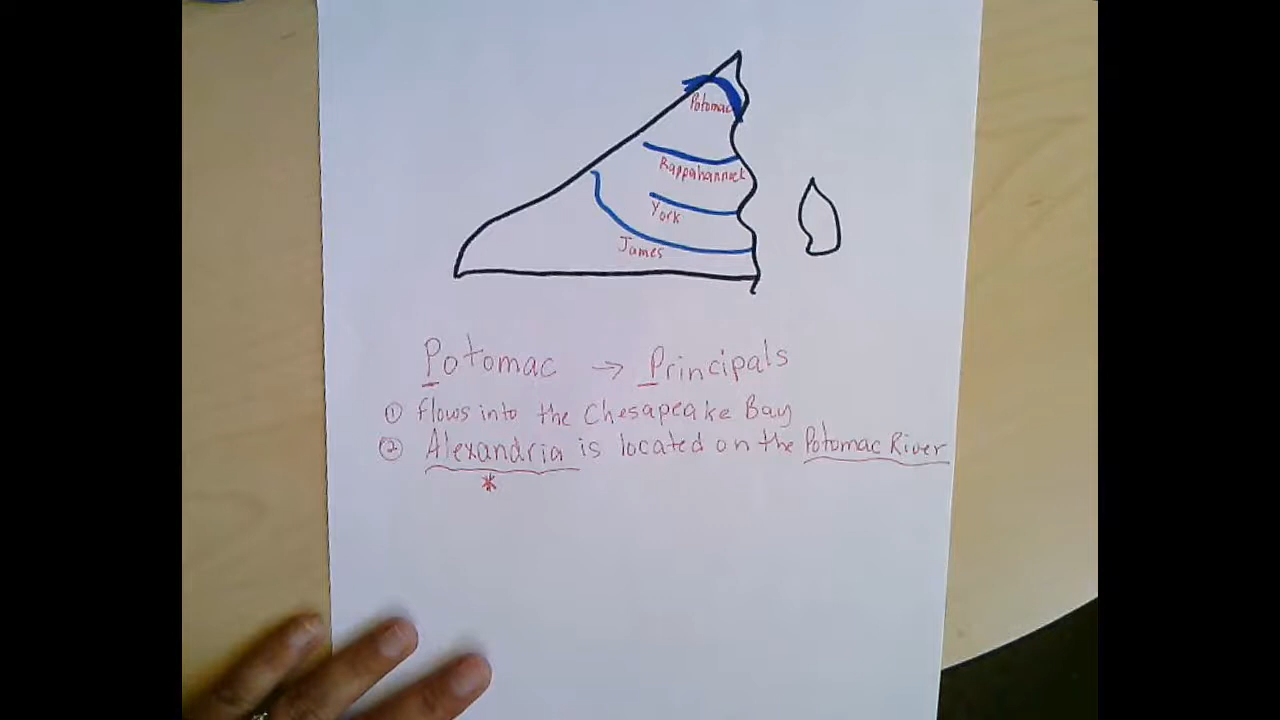 Potomac
Rappahannock
York
James
Potomac → Principals
① flows into the Chesapeake Bay
② Alexandria is located on the Potomac River
*